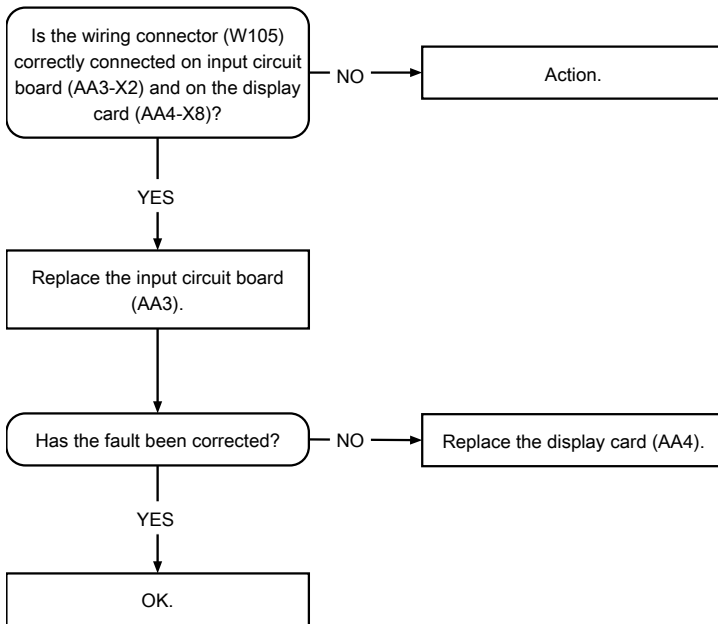 Is the wiring connector (W105)
correctly connected on input circuit
board (AA3-X2) and on the display
card (AA4-X8)?
NO
Action.
YES
Replace the input circuit board
(AA3).
Has the fault been corrected?
NO
Replace the display card (AA4).
YES
OK.